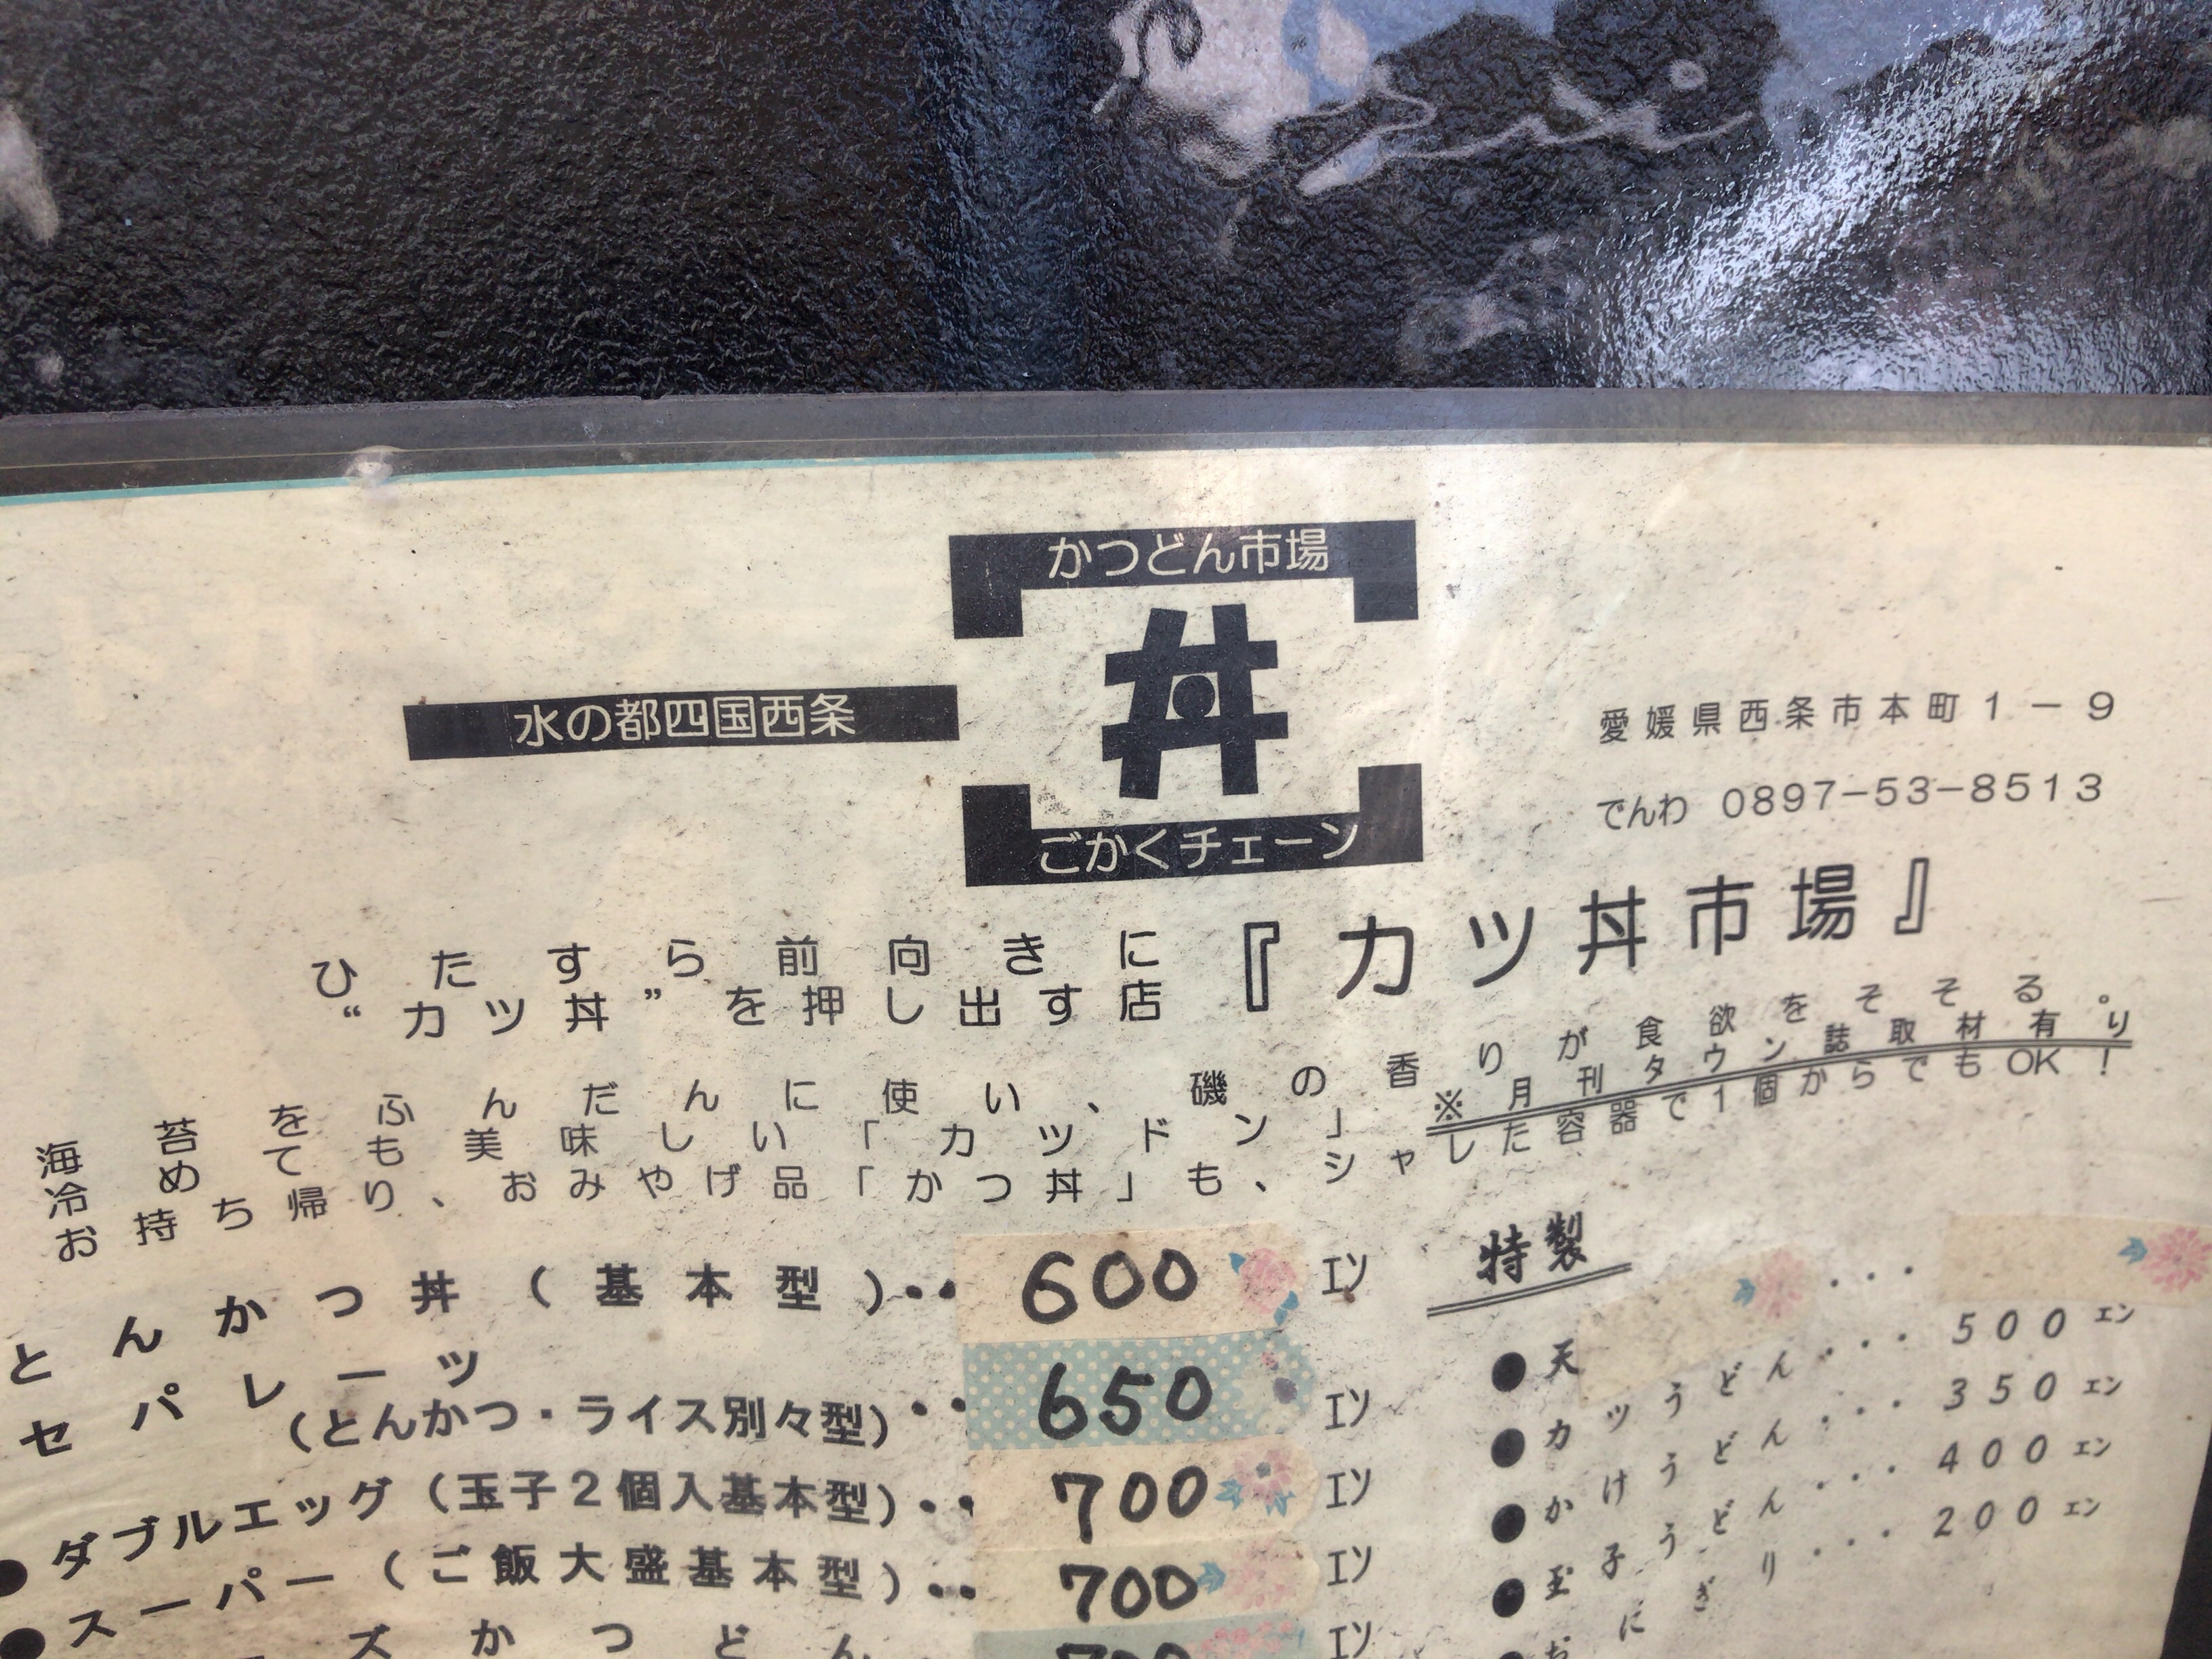 かつどん市場
丼
水の都四国西条
ごかくチェーン
愛媛県西条市本町1－9
でんわ 0897－53－8513
ひたすら前向きに
“カツ丼”を押し出す店
『カツ丼市場』
海苔をふんだんに使い、磯の香りが食欲をそそる。
冷めても美味しい「カツドン」
※月刊タウン誌取材有り
お持ち帰り、おみやげ品「かつ丼」も、シャした容器で1個からでもOK！
とんかつ丼（基本型）・・600エン
セパレーツ
（とんかつ・ライス別々型）・・650エン
●ダブルエッグ（玉子2個入基本型）・・700エン
●スーパー（ご飯大盛基本型）・・700エン
ズかつどん
エン
特製
●天
●カツうどん・・・500エン
●かけうどん・・・350エン
●玉子うどん・・・400エン
おにぎり・・・200エン